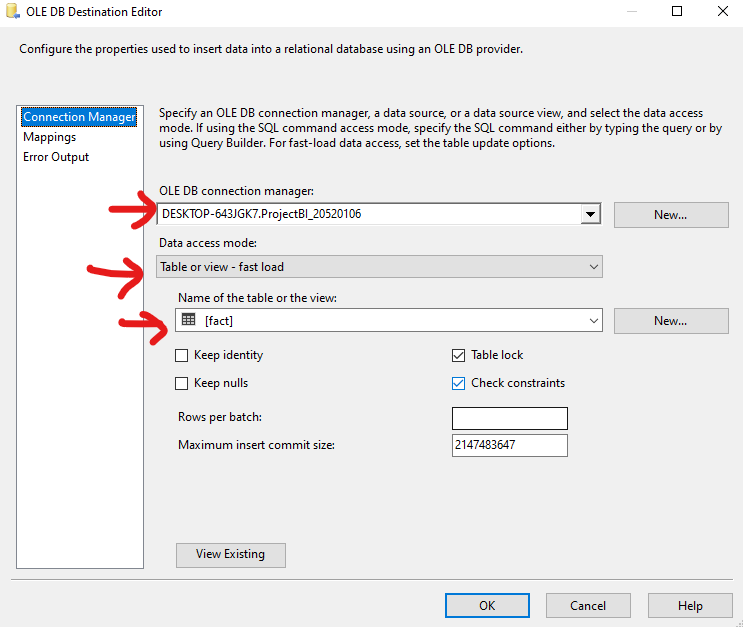 OLE DB Destination Editor
Configure the properties used to insert data into a relational database using an OLE DB provider.
Connection Manager
Mappings
Error Output
Specify an OLE DB connection manager, a data source, or a data source view, and select the data access
mode. If using the SQL command access mode, specify the SQL command either by typing the query or by
using Query Builder. For fast-load data access, set the table update options.
OLE DB connection manager:
DESKTOP-643JGK7.ProjectBI_20520106
New...
Data access mode:
Table or view - fast load
Name of the table or the view:
[fact]
New...
Keep identity
Table lock
Keep nulls
Check constraints
Rows per batch:
Maximum insert commit size:
2147483647
View Existing
OK
Cancel
Help